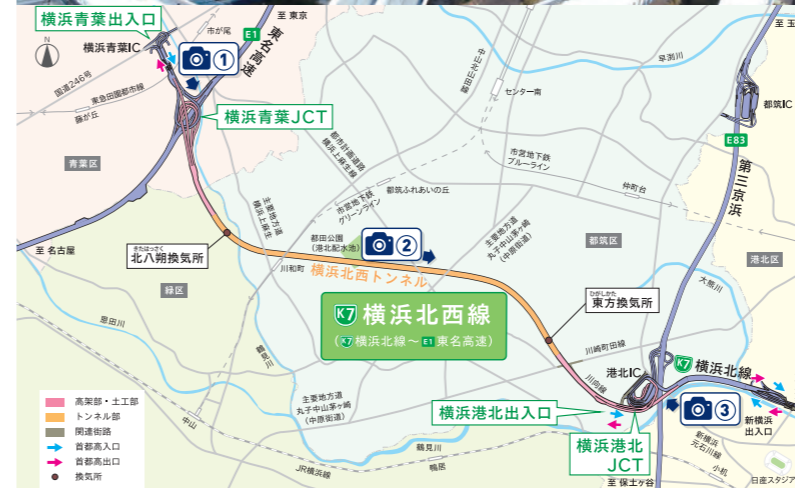 横浜青葉出入口
市が尾
至 東京
横浜青葉IC
N
E1
東名高速
国道246号
東急田園都市線
藤が丘
①
横浜青葉JCT
青葉区
中山北山田線
センター南
早渕川
至 玉
都筑IC
E83
第三京浜
都市計画道路
横浜上麻生線
市営地下鉄
ブルーライン
仲町台
都筑ふれあいの丘
市営地下鉄
グリーンライン
主要地方道
横浜上麻生
至 名古屋
きたはっさく
北八朔換気所
都田公園
(港北配水池)
②
川和町
横浜北西トンネル
主要地方道
丸子中山茅ヶ崎
(中原街道)
都筑区
港北区
緑区
恩田川
鶴見川
K7 横浜北西線
(K7 横浜北線～E1 東名高速)
ひがしかた
東方換気所
大熊川
川崎町田線
港北IC
K7 横浜北線
川向線
横浜港北出入口
③
新横浜
出入口
横浜港北
JCT
新横浜
元石川線
小机
日産スタジア
至 保土ヶ谷
主要地方道
丸子中山茅ヶ崎
(中原街道)
中山
JR横浜線
鶴見川
鴨居
高架部・土工部
トンネル部
関連街路
首都高入口
首都高出口
換気所